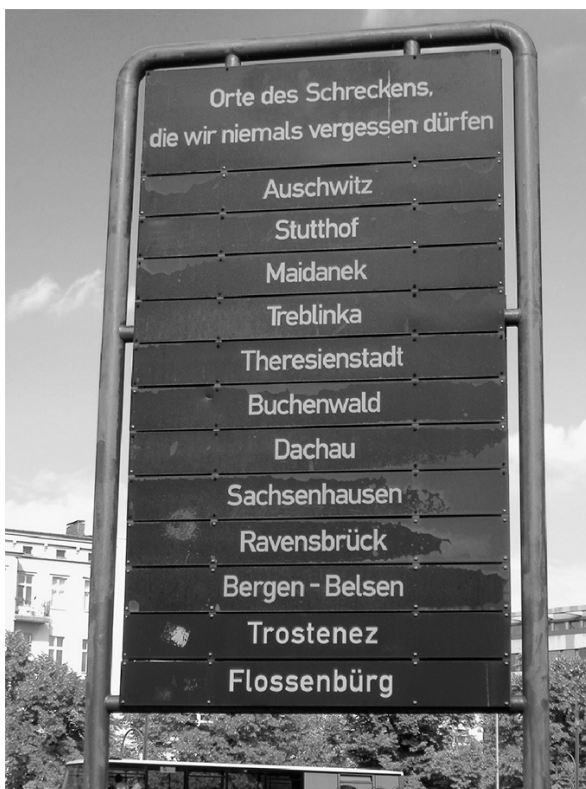 Orte des Schreckens,
die wir niemals vergessen dürfen
Auschwitz
Stutthof
Maidanek
Treblinka
Theresienstadt
Buchenwald
Dachau
Sachsenhausen
Ravensbrück
Bergen - Belsen
Trostenez
Flossenbürg